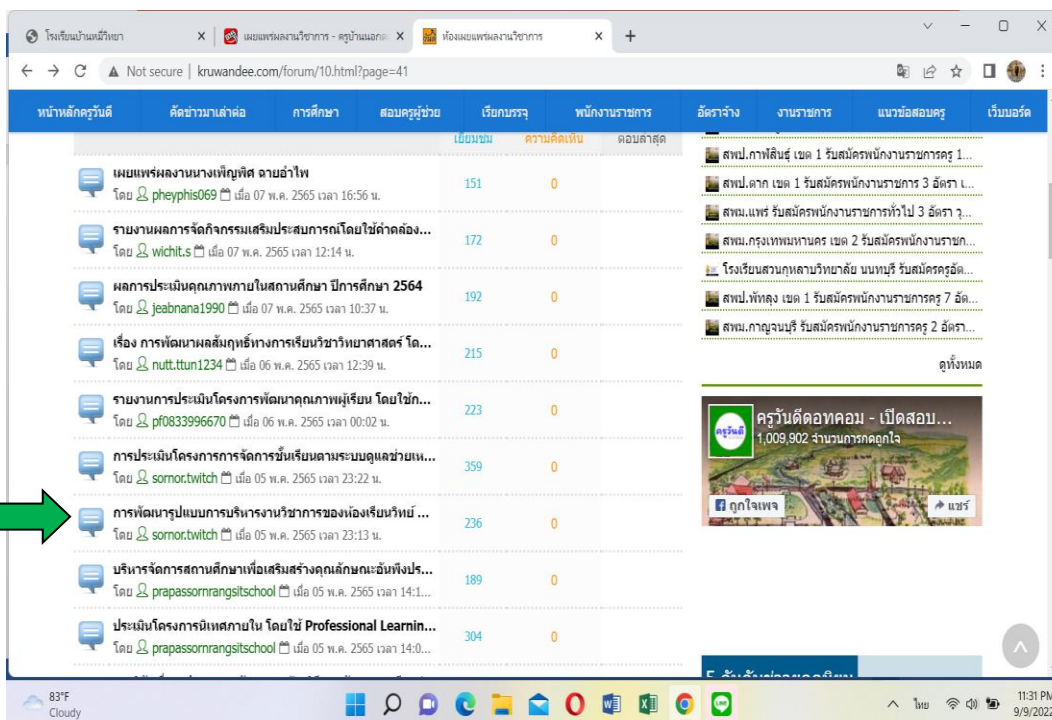 โรงเรียนบ้านหมี่วิทยา
เผยแพร่ผลงานวิชาการ - ครูบ้านนอกด
ห้องเผยแพร่ผลงานวิชาการ
Not secure | kruwandee.com/forum/10.html?page=41
หน้าหลักครูวันดี คัดข่าวมาเล่าต่อ การศึกษา สอบครูผู้ช่วย เรียกบรรจุ พนักงานราชการ อัตราจ้าง งานราชการ แนวข้อสอบครู เว็บบอร์ด
เยี่ยมชม ความคิดเห็น ตอบล่าสุด
เผยแพร่ผลงานนางเพ็ญพิศ ฉายอำไพ
โดย pheyphis069 เมื่อ 07 พ.ค. 2565 เวลา 16:56 น.
151 0
รายงานผลการจัดกิจกรรมเสริมประสบการณ์โดยใช้คำคล้อง...
โดย wichit.s เมื่อ 07 พ.ค. 2565 เวลา 12:14 น.
172 0
ผลการประเมินคุณภาพภายในสถานศึกษา ปีการศึกษา 2564
โดย jeabnana1990 เมื่อ 07 พ.ค. 2565 เวลา 10:37 น.
192 0
เรื่อง การพัฒนาผลสัมฤทธิ์ทางการเรียนวิชาวิทยาศาสตร์ โด...
โดย nutt.ttun1234 เมื่อ 06 พ.ค. 2565 เวลา 12:39 น.
215 0
รายงานการประเมินโครงการพัฒนาคุณภาพผู้เรียน โดยใช้ก...
โดย pf0833996670 เมื่อ 06 พ.ค. 2565 เวลา 00:02 น.
223 0
การประเมินโครงการการจัดการชั้นเรียนตามระบบดูแลช่วยเห...
โดย sornor.twitch เมื่อ 05 พ.ค. 2565 เวลา 23:22 น.
359 0
การพัฒนารูปแบบการบริหารงานวิชาการของห้องเรียนวิทย์ ...
โดย sornor.twitch เมื่อ 05 พ.ค. 2565 เวลา 23:13 น.
236 0
บริหารจัดการสถานศึกษาเพื่อเสริมสร้างคุณลักษณะอันพึงปร...
โดย prapassornrangsitschool เมื่อ 05 พ.ค. 2565 เวลา 14:1...
189 0
ประเมินโครงการนิเทศภายใน โดยใช้ Professional Learnin...
โดย prapassornrangsitschool เมื่อ 05 พ.ค. 2565 เวลา 14:0...
304 0
สพป.กาฬสินธุ์ เขต 1 รับสมัครพนักงานราชการครู 1...
สพป.ตาก เขต 1 รับสมัครพนักงานราชการ 3 อัตรา เ...
สพม.แพร่ รับสมัครพนักงานราชการทั่วไป 3 อัตรา วุ...
สพม.กรุงเทพมหานคร เขต 2 รับสมัครพนักงานราชก...
โรงเรียนสวนกุหลาบวิทยาลัย นนทบุรี รับสมัครครูอัต...
สพป.พัทลุง เขต 1 รับสมัครพนักงานราชการครู 7 อัต...
สพม.กาญจนบุรี รับสมัครพนักงานราชการครู 2 อัตรา...
ดูทั้งหมด
ครูวันดี
ครูวันดีดอทคอม - เปิดสอบ...
1,009,902 จำนวนการกดถูกใจ
ถูกใจเพจ แชร์
83°F
Cloudy
ไทย
11:31 PM
9/9/2022